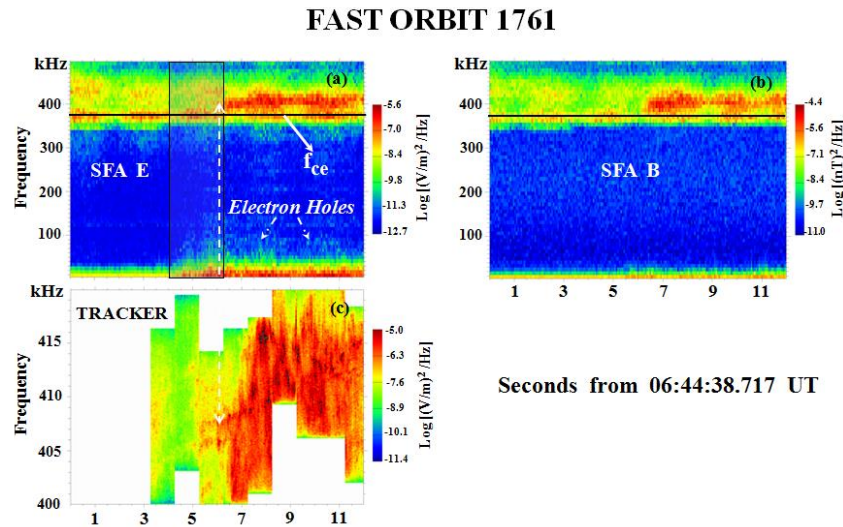 FAST ORBIT 1761
kHz
400
300
200
100
Frequency
(a)
SFA E
fce
Electron Holes
-5.6
-7.0
-8.4
-9.9
-11.3
-12.7
Log [(V/m)² /Hz]
kHz
400
300
200
100
(b)
SFA B
1 3 5 7 9 11
-4.4
-5.7
-7.1
-8.4
-9.7
-11.0
Log [(nT)² /Hz]
kHz
415
410
405
400
Frequency
TRACKER
(c)
1 3 5 7 9 11
-5.0
-6.3
-7.6
-8.9
-10.1
-11.4
Log [(V/m)² /Hz]
Seconds from 06:44:38.717 UT